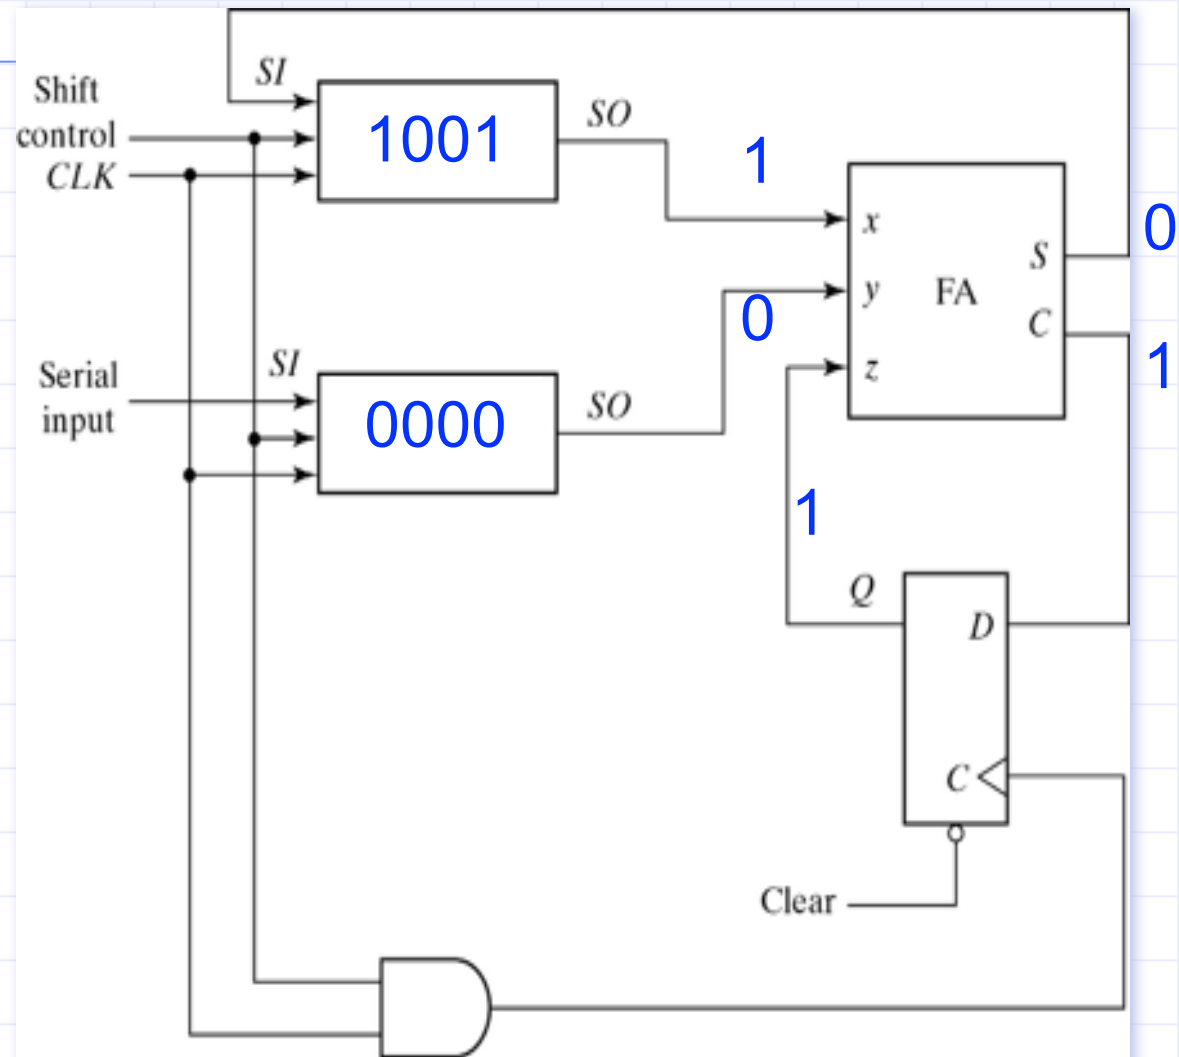 SI
Shift
control
CLK
1001
SO
1
x
y
z
FA
S
C
0
1
0
Serial
input
SI
0000
SO
1
Q
D
C
Clear